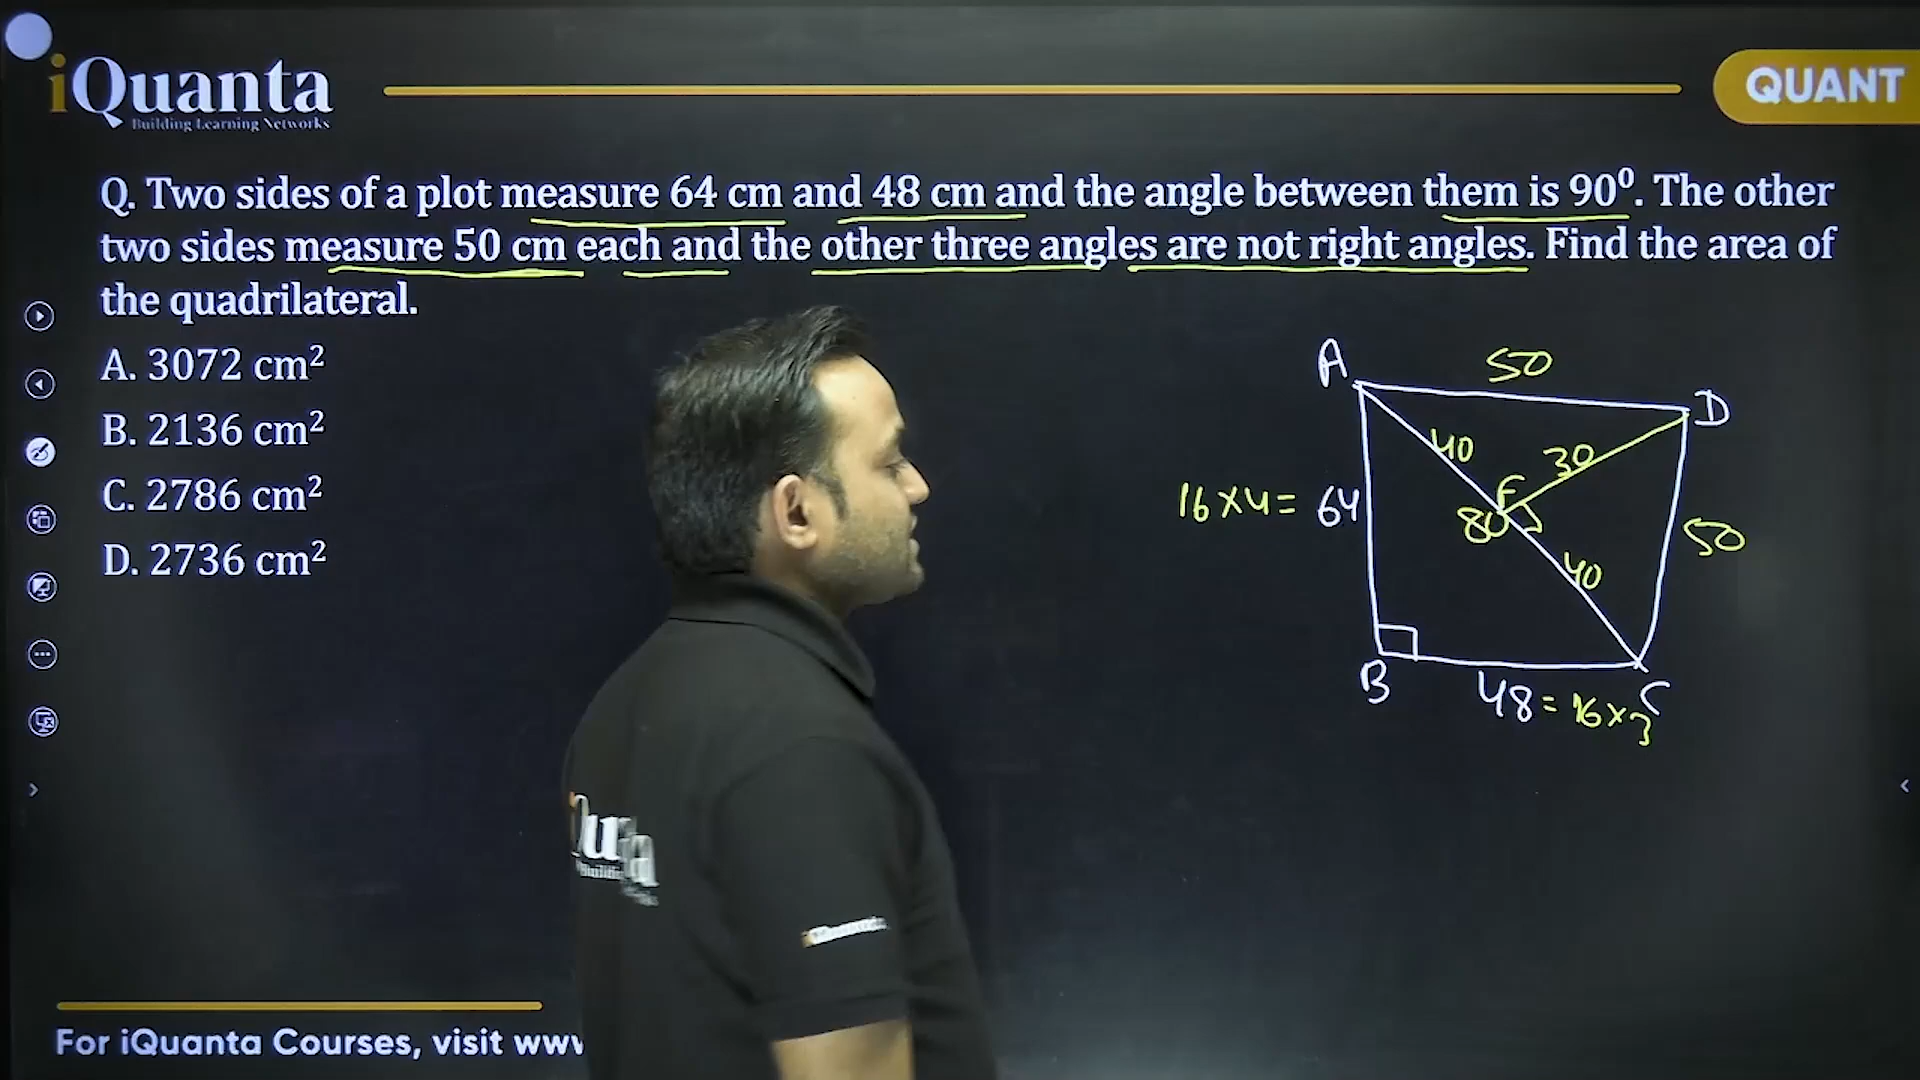 iQuanta
Building Learning Networks
QUANT
Q. Two sides of a plot measure 64 cm and 48 cm and the angle between them is 90⁰. The other
two sides measure 50 cm each and the other three angles are not right angles. Find the area of
the quadrilateral.
A. 3072 cm²
B. 2136 cm²
C. 2786 cm²
D. 2736 cm²
A
50
D
40
30
16×4= 64
E
80
50
40
B
48 = 16×3
C
For iQuanta Courses, visit www